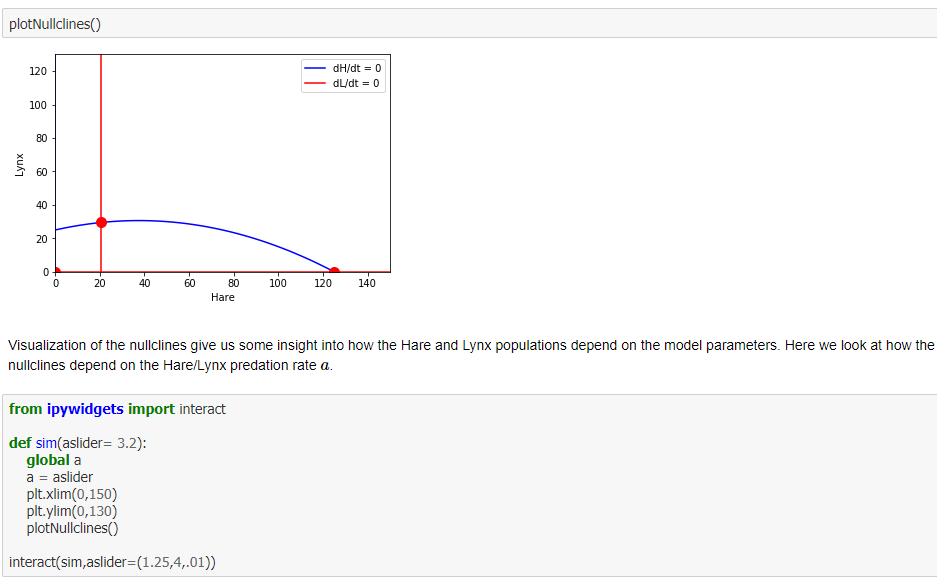 plotNullclines()
120
100
80
60
40
20
0
Lynx
dH/dt = 0
dL/dt = 0
0 20 40 60 80 100 120 140
Hare
Visualization of the nullclines give us some insight into how the Hare and Lynx populations depend on the model parameters. Here we look at how the
nullclines depend on the Hare/Lynx predation rate a.
from ipywidgets import interact
def sim(aslider= 3.2):
global a
a = aslider
plt.xlim(0,150)
plt.ylim(0,130)
plotNullclines()
interact(sim,aslider=(1.25,4,.01))